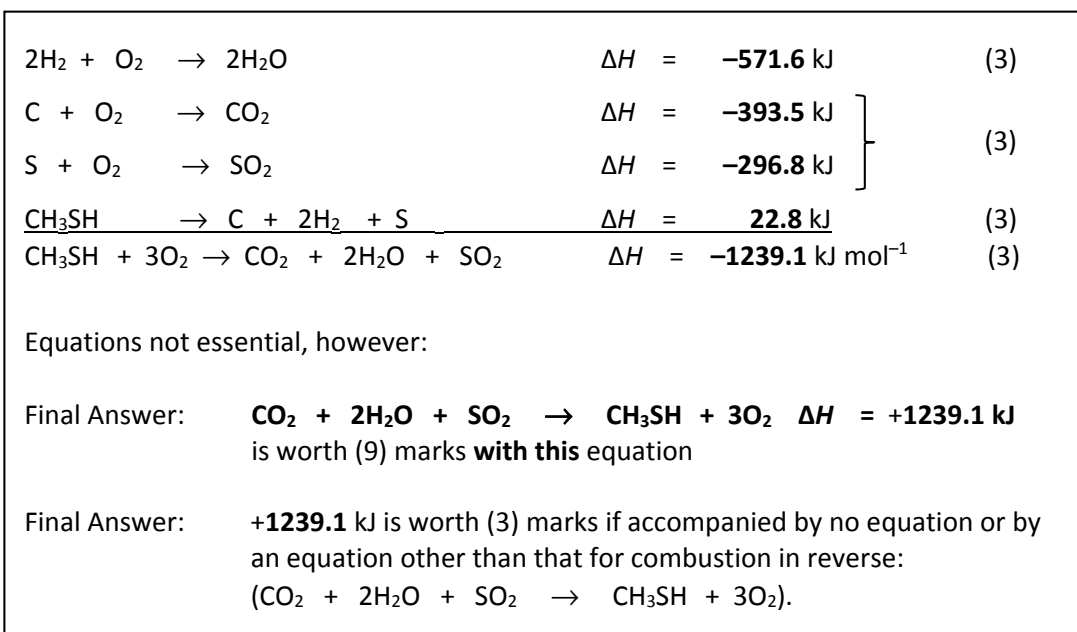 2H₂ + O₂ → 2H₂O ΔH = –571.6 kJ (3)
C + O₂ → CO₂ ΔH = –393.5 kJ
(3)
S + O₂ → SO₂ ΔH = –296.8 kJ
CH₃SH → C + 2H₂ + S ΔH = 22.8 kJ (3)
CH₃SH + 3O₂ → CO₂ + 2H₂O + SO₂ ΔH = –1239.1 kJ mol⁻¹ (3)
Equations not essential, however:
Final Answer: CO₂ + 2H₂O + SO₂ → CH₃SH + 3O₂ ΔH = +1239.1 kJ
is worth (9) marks with this equation
Final Answer: +1239.1 kJ is worth (3) marks if accompanied by no equation or by
an equation other than that for combustion in reverse:
(CO₂ + 2H₂O + SO₂ → CH₃SH + 3O₂).